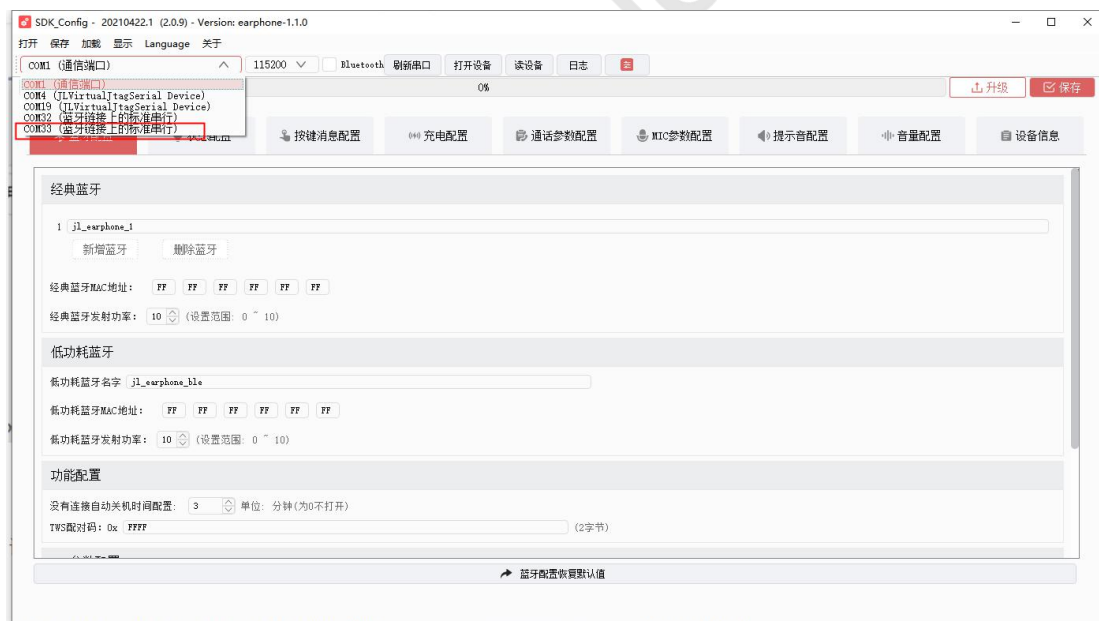 SDK_Config - 20210422.1 (2.0.9) - Version: earphone-1.1.0
打开 保存 加载 显示 Language 关于
COM1 (通信端口) 115200 Bluetooth 刷新串口 打开设备 读设备 日志
COM1 (通信端口)
COM4 (JLVirtualJtagSerial Device)
COM19 (JLVirtualJtagSerial Device)
COM32 (蓝牙链接上的标准串行)
COM33 (蓝牙链接上的标准串行)
0% 升级 保存
按键消息配置 充电配置 通话参数配置 MIC参数配置 提示音配置 音量配置 设备信息
经典蓝牙
1 jl_earphone_1
新增蓝牙 删除蓝牙
经典蓝牙MAC地址: FF FF FF FF FF FF
经典蓝牙发射功率: 10 (设置范围: 0 ~ 10)
低功耗蓝牙
低功耗蓝牙名字 jl_earphone_ble
低功耗蓝牙MAC地址: FF FF FF FF FF FF
低功耗蓝牙发射功率: 10 (设置范围: 0 ~ 10)
功能配置
没有连接自动关机时间配置: 3 单位: 分钟(为0不打开)
TWS配对码: 0x FFFF (2字节)
蓝牙配置恢复默认值